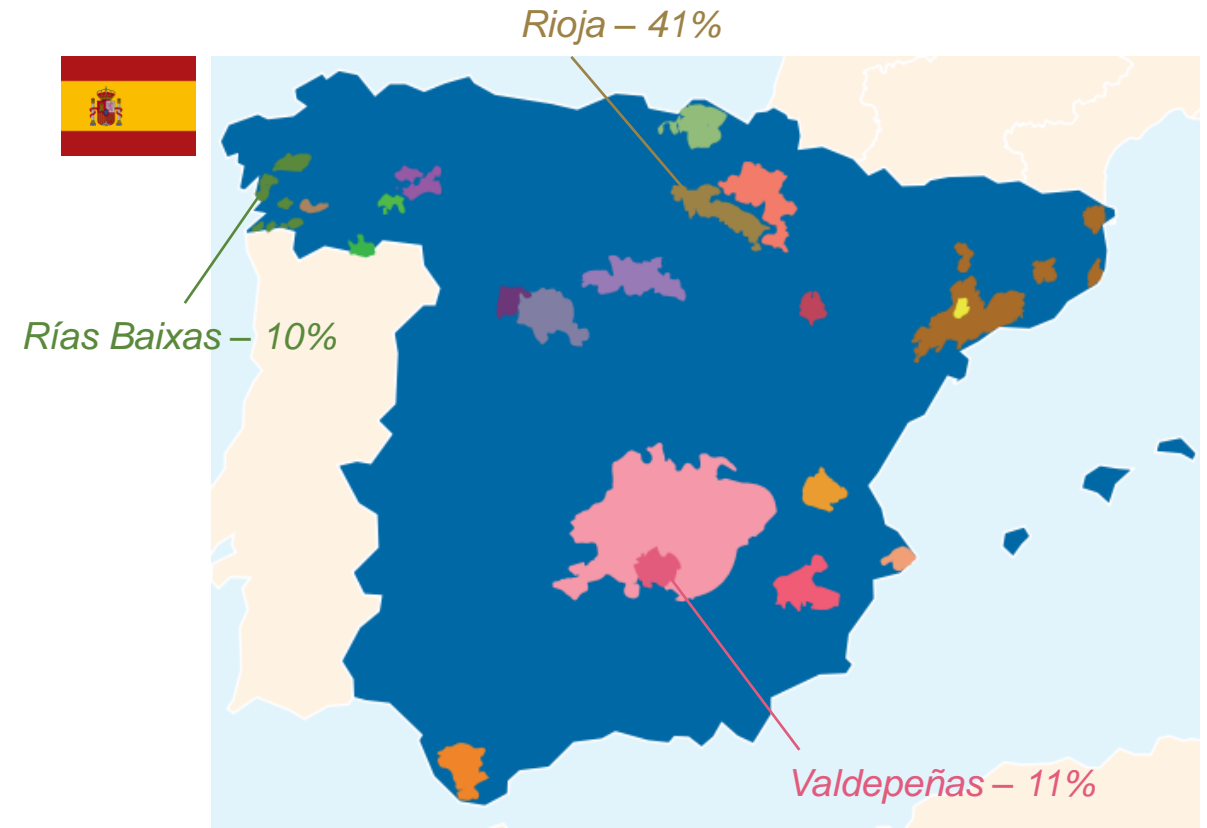 Rioja – 41%
Rías Baixas – 10%
Valdepeñas – 11%